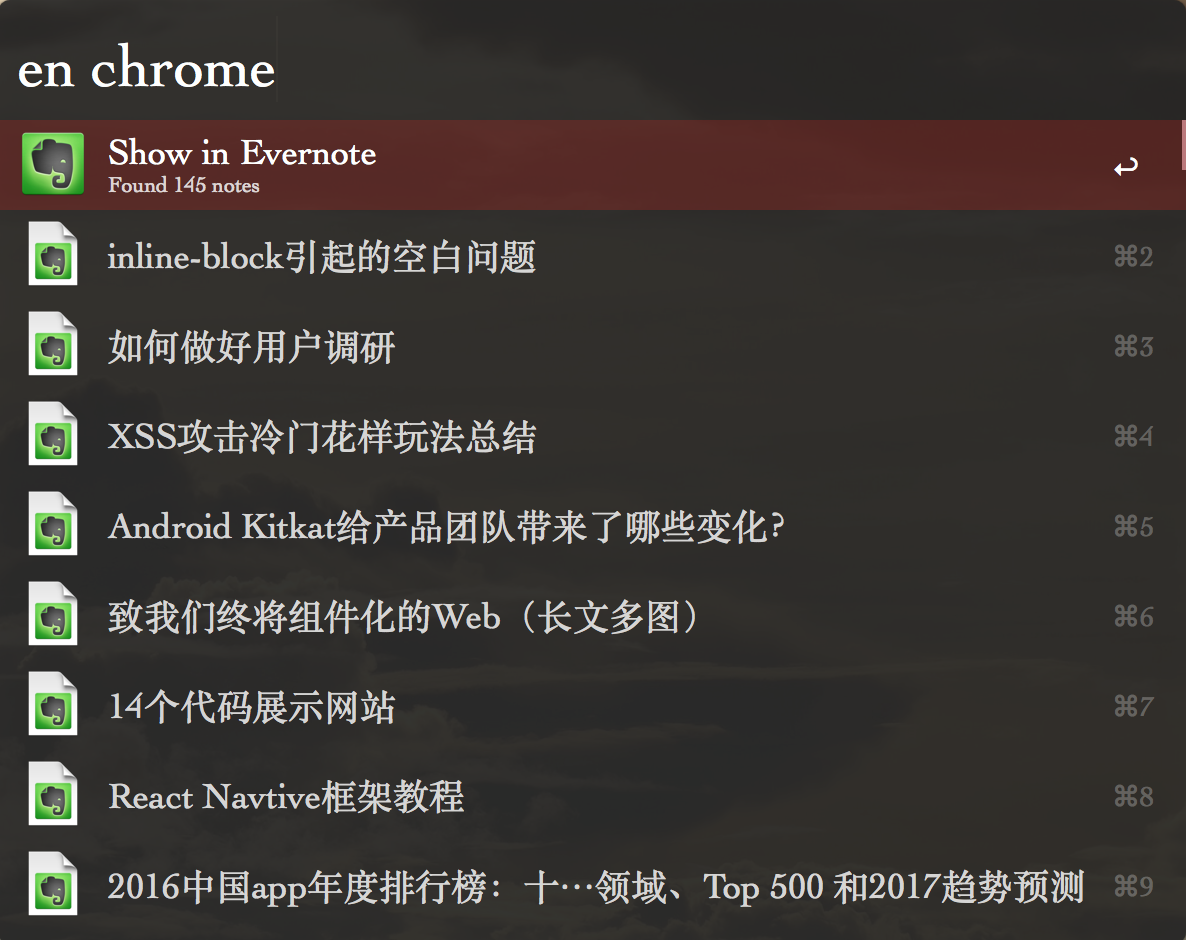 en chrome
Show in Evernote
Found 145 notes
inline-block引起的空白问题 ⌘2
如何做好用户调研 ⌘3
XSS攻击冷门花样玩法总结 ⌘4
Android Kitkat给产品团队带来了哪些变化？ ⌘5
致我们终将组件化的Web（长文多图） ⌘6
14个代码展示网站 ⌘7
React Navtive框架教程 ⌘8
2016中国app年度排行榜：十…领域、Top 500 和2017趋势预测 ⌘9